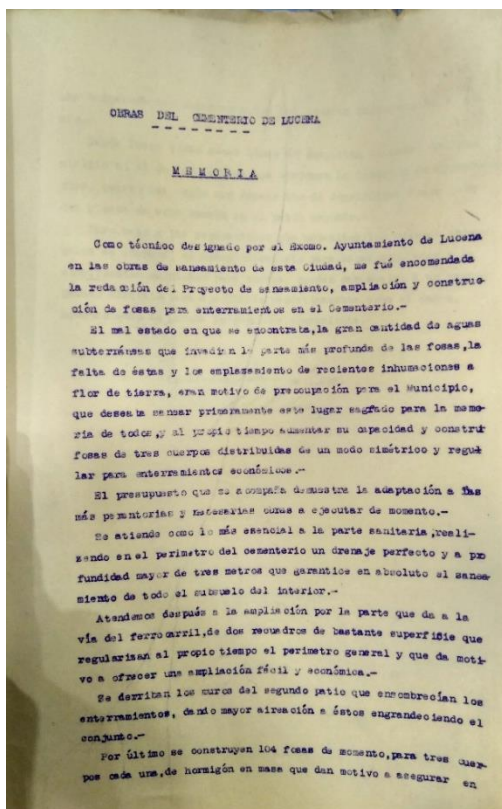 OBRAS DEL CEMENTERIO DE LUCENA
M E M O R I A
Como técnico designado por el Excmo. Ayuntamiento de Lucena
en las obras de saneamiento de esta Ciudad, me fué encomendada
la redacción del Proyecto de saneamiento, ampliación y construc-
ción de fosas para enterramientos en el Cementerio.-
El mal estado en que se encontrata,la gran cantidad de aguas
subterráneas que invadian la parte más profunda de las fosas,la
falta de éstas y los emplazamiento de recientes inhumaciones a
flor de tierra, eran motivo de preocupación para el Municipio,
que deseata sanear primeramente este lugar sagrado para la memo-
ria de todos,y al propio tiempo aumentar su capacidad y construir
fosas de tres cuerpos distribuidas de un modo simétrico y regul
lar para enterramientos económicos.-
El presupuesto que se acompaña demuestra la adaptación a las
más perentorias y necesarias obras a ejecutar de momento.-
Se atiende como lo más esencial a la parte sanitaria,reali-
zando en el perimetro del cementerio un drenaje perfecto y a pro
fundidad mayor de tres metros que garantice en absoluto el sanea-
miento de todo el subsuelo del interior.-
Atendemos después a la ampliación por la parte que da a la
vía del ferrocarril,de dos recuadros de bastante superficie que
regularisan al propio tiempo el perimetro general y que da moti-
vo a ofrecer una ampliación fácil y económica.-
Se derriban los muros del segundo patio que ensombrecían los
enterramientos, dando mayor aireación a éstos engrandeciendo el
conjunto.-
Por último se construyen 104 fosas de momento,para tres cuer-
pos cada una,de hormigón en masa que dan motivo a asegurar en